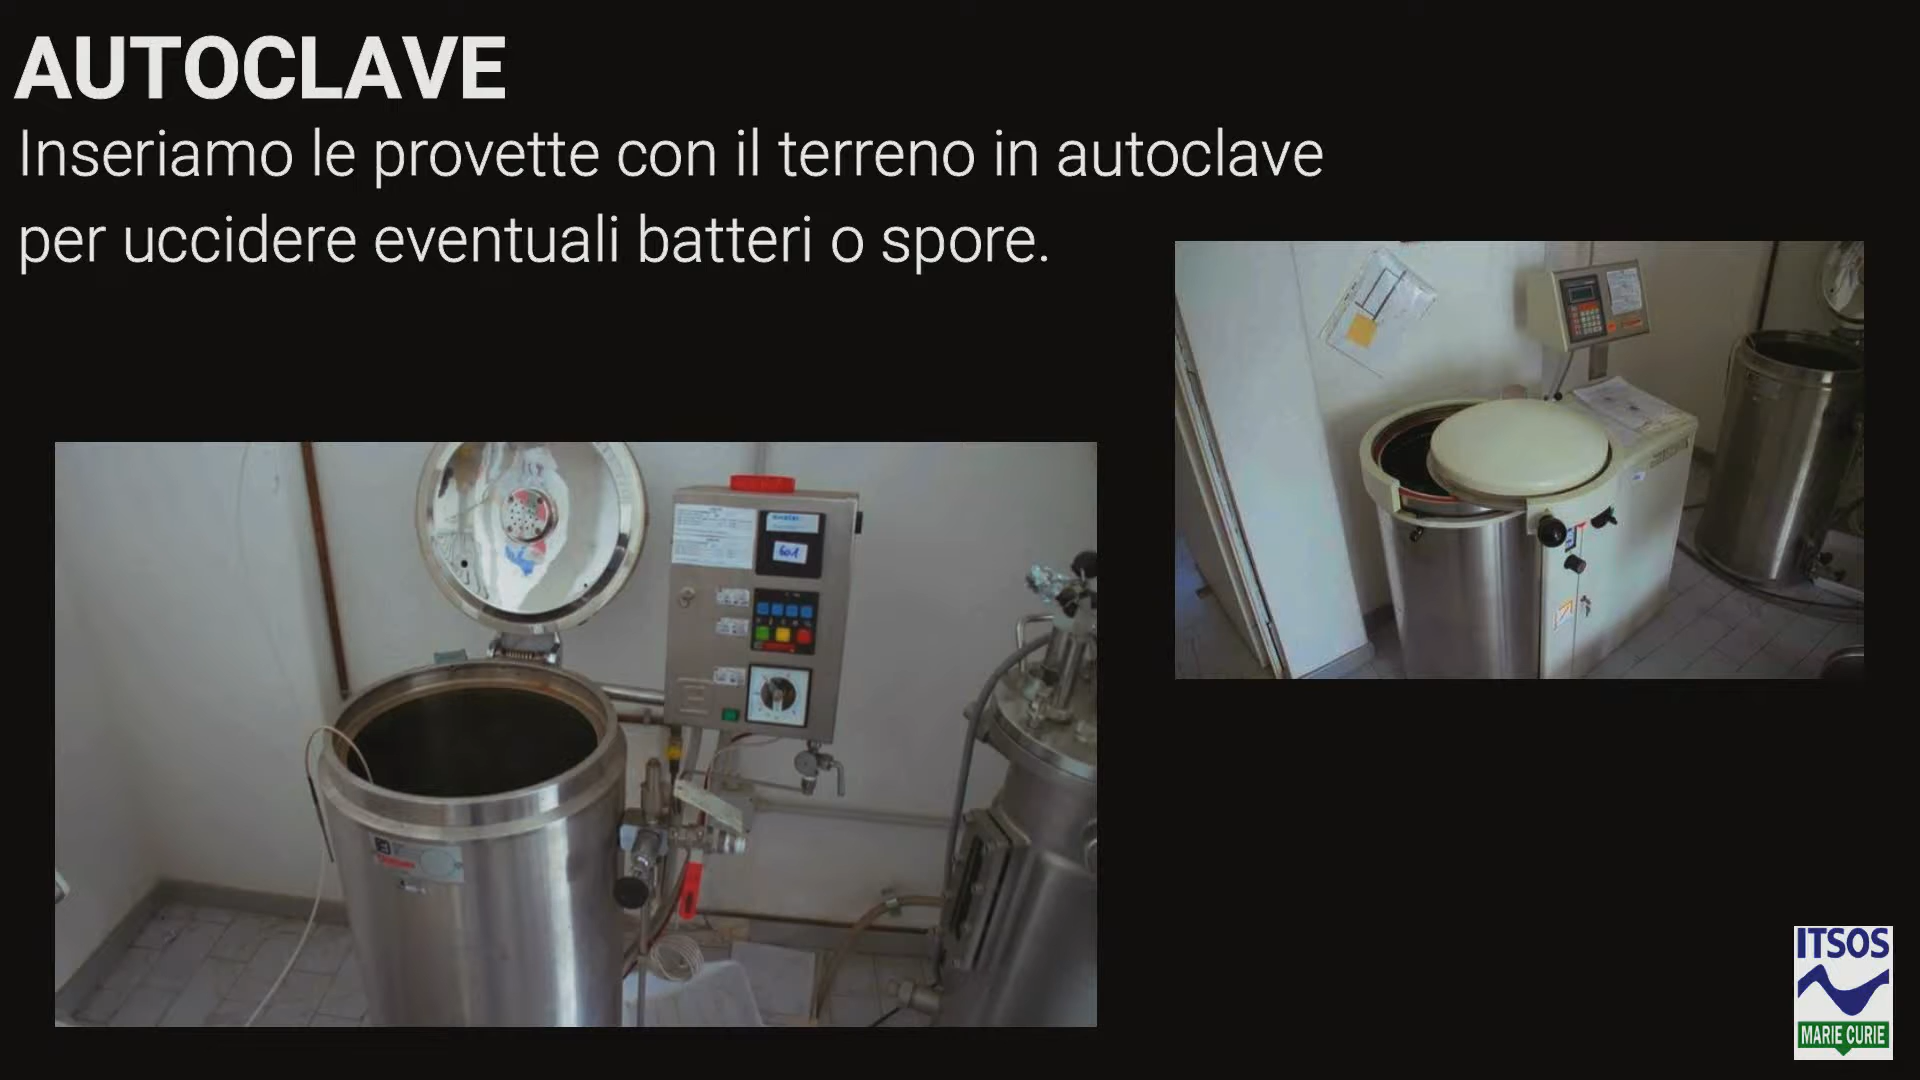 AUTOCLAVE
Inseriamo le provette con il terreno in autoclave
per uccidere eventuali batteri o spore.
ITSOS
MARIE CURIE